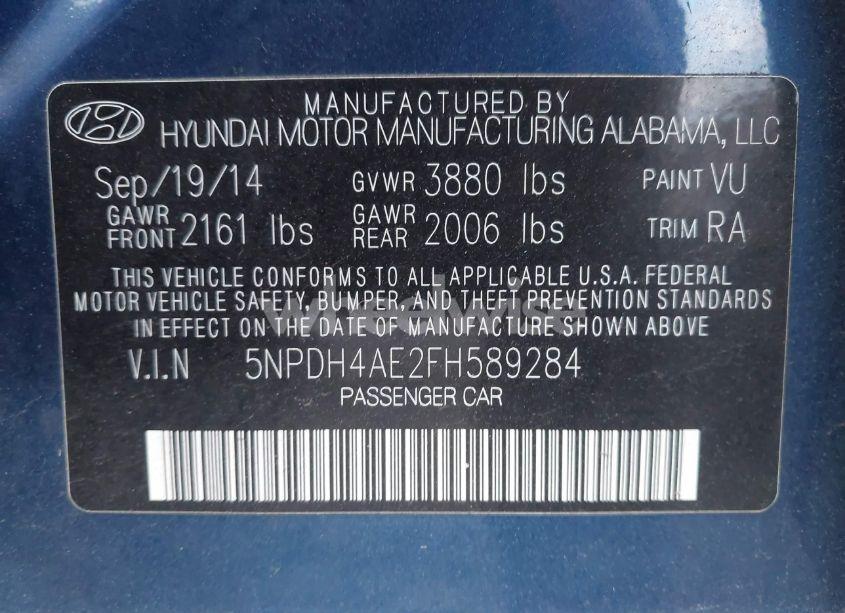 MANUFACTURED BY
HYUNDAI MOTOR MANUFACTURING ALABAMA, LLC
Sep/19/14 GVWR 3880 lbs PAINT VU
GAWR FRONT 2161 lbs GAWR REAR 2006 lbs TRIM RA
THIS VEHICLE CONFORMS TO ALL APPLICABLE U.S.A. FEDERAL
MOTOR VEHICLE SAFETY, BUMPER, AND THEFT PREVENTION STANDARDS
IN EFFECT ON THE DATE OF MANUFACTURE SHOWN ABOVE
wheelwise
V.I.N 5NPDH4AE2FH589284
PASSENGER CAR